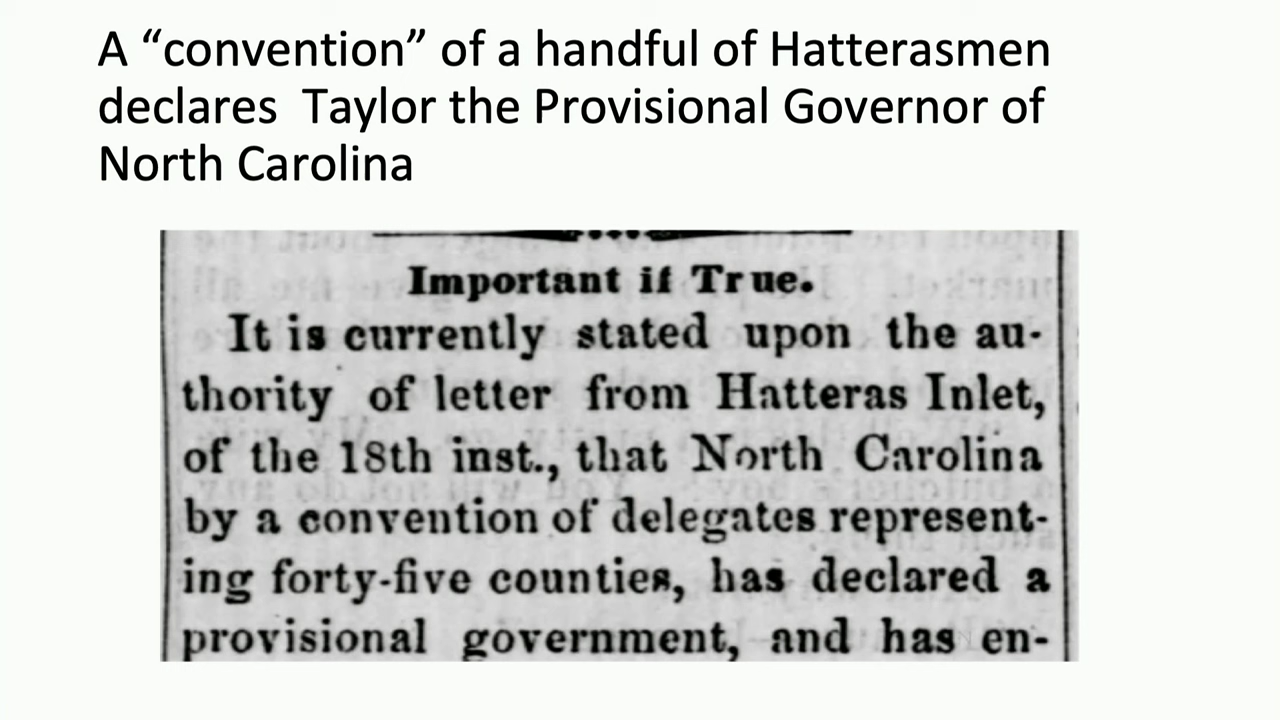 A “convention” of a handful of Hatterasmen
declares  Taylor the Provisional Governor of
North Carolina
Important if True.
It is currently stated upon the au-
thority of letter from Hatteras Inlet,
of the 18th inst., that North Carolina
by a convention of delegates represent-
ing forty-five counties, has declared a
provisional government, and has en-